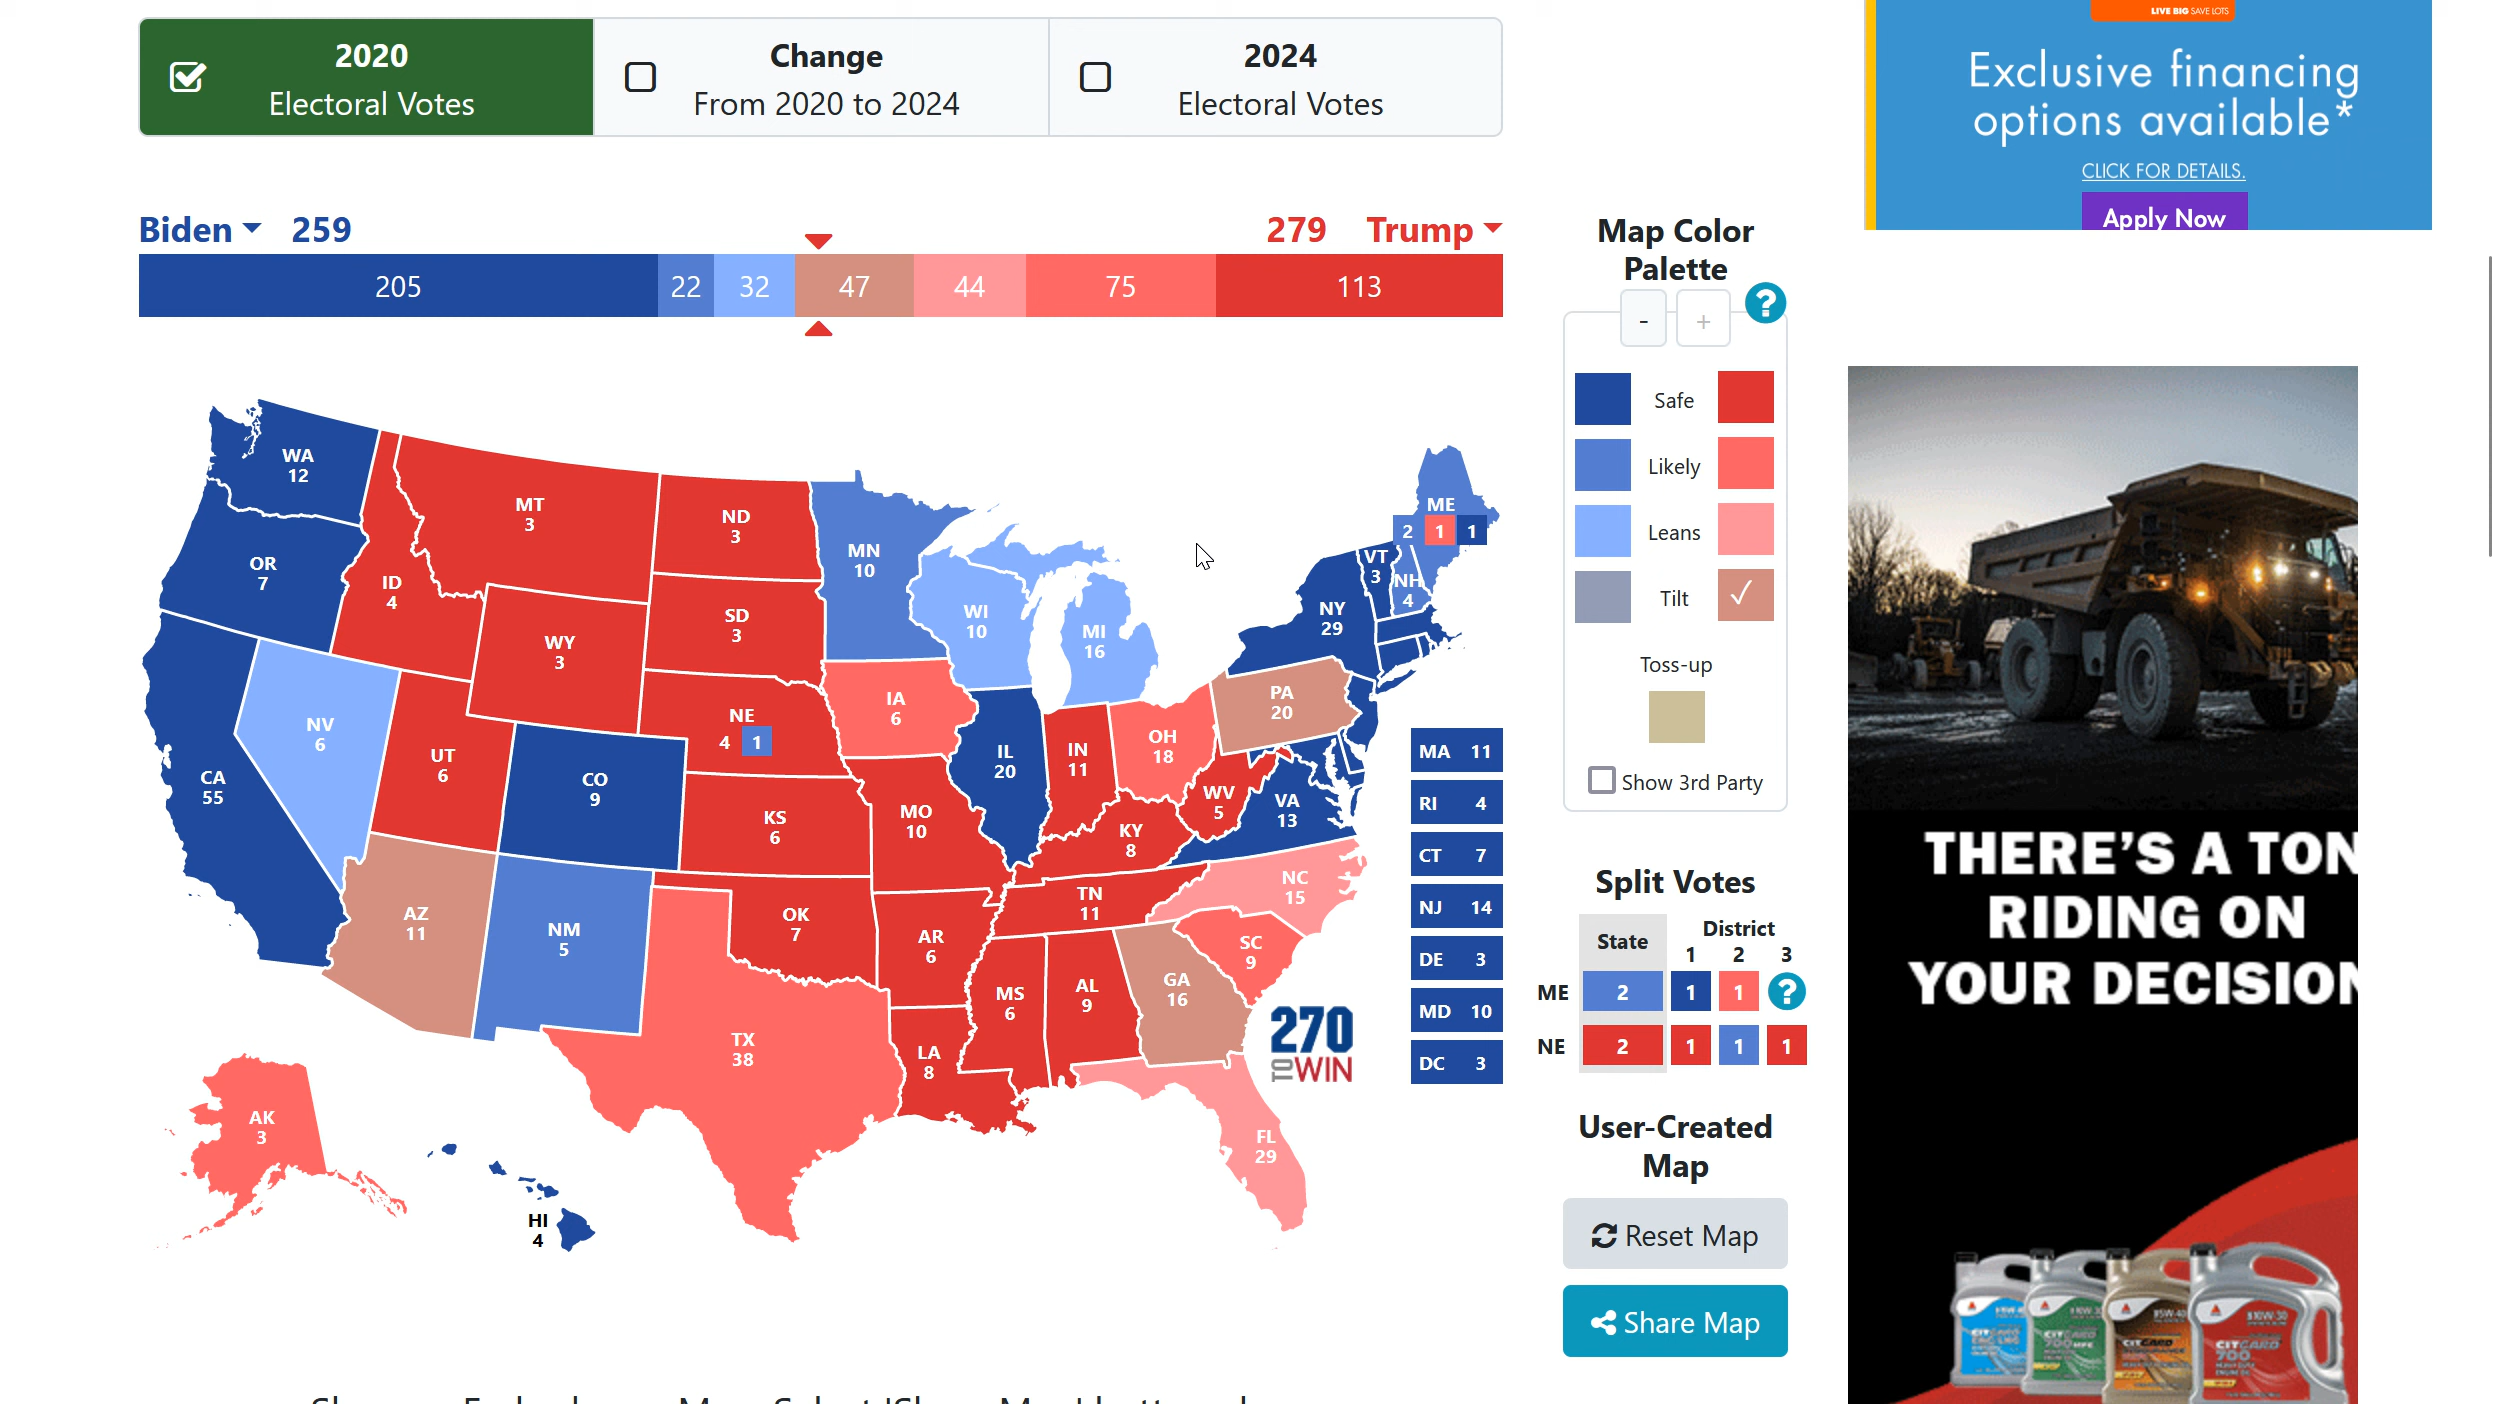 2020
Electoral Votes
Change
From 2020 to 2024
2024
Electoral Votes
LIVE BIG SAVE LOTS
Exclusive financing
options available*
CLICK FOR DETAILS.
Apply Now
Biden 259
279 Trump
205 22 32 47 44 75 113
Map Color
Palette
- +
?
Safe
Likely
Leans
Tilt
Toss-up
Show 3rd Party
WA
12
OR
7
CA
55
NV
6
ID
4
MT
3
WY
3
UT
6
AZ
11
CO
9
NM
5
ND
3
SD
3
NE
4 1
KS
6
OK
7
TX
38
MN
10
IA
6
MO
10
AR
6
LA
8
WI
10
IL
20
MI
16
IN
11
OH
18
KY
8
TN
11
MS
6
AL
9
GA
16
FL
29
SC
9
NC
15
VA
13
WV
5
PA
20
NY
29
VT
3
NH
4
ME
2 1 1
AK
3
HI
4
MA 11
RI 4
CT 7
NJ 14
DE 3
MD 10
DC 3
270
TO WIN
Split Votes
State
District
1 2 3
ME 2 1 1 ?
NE 2 1 1 1
User-Created
Map
Reset Map
Share Map
THERE'S A TON
RIDING ON
YOUR DECISION
CITGARD
700